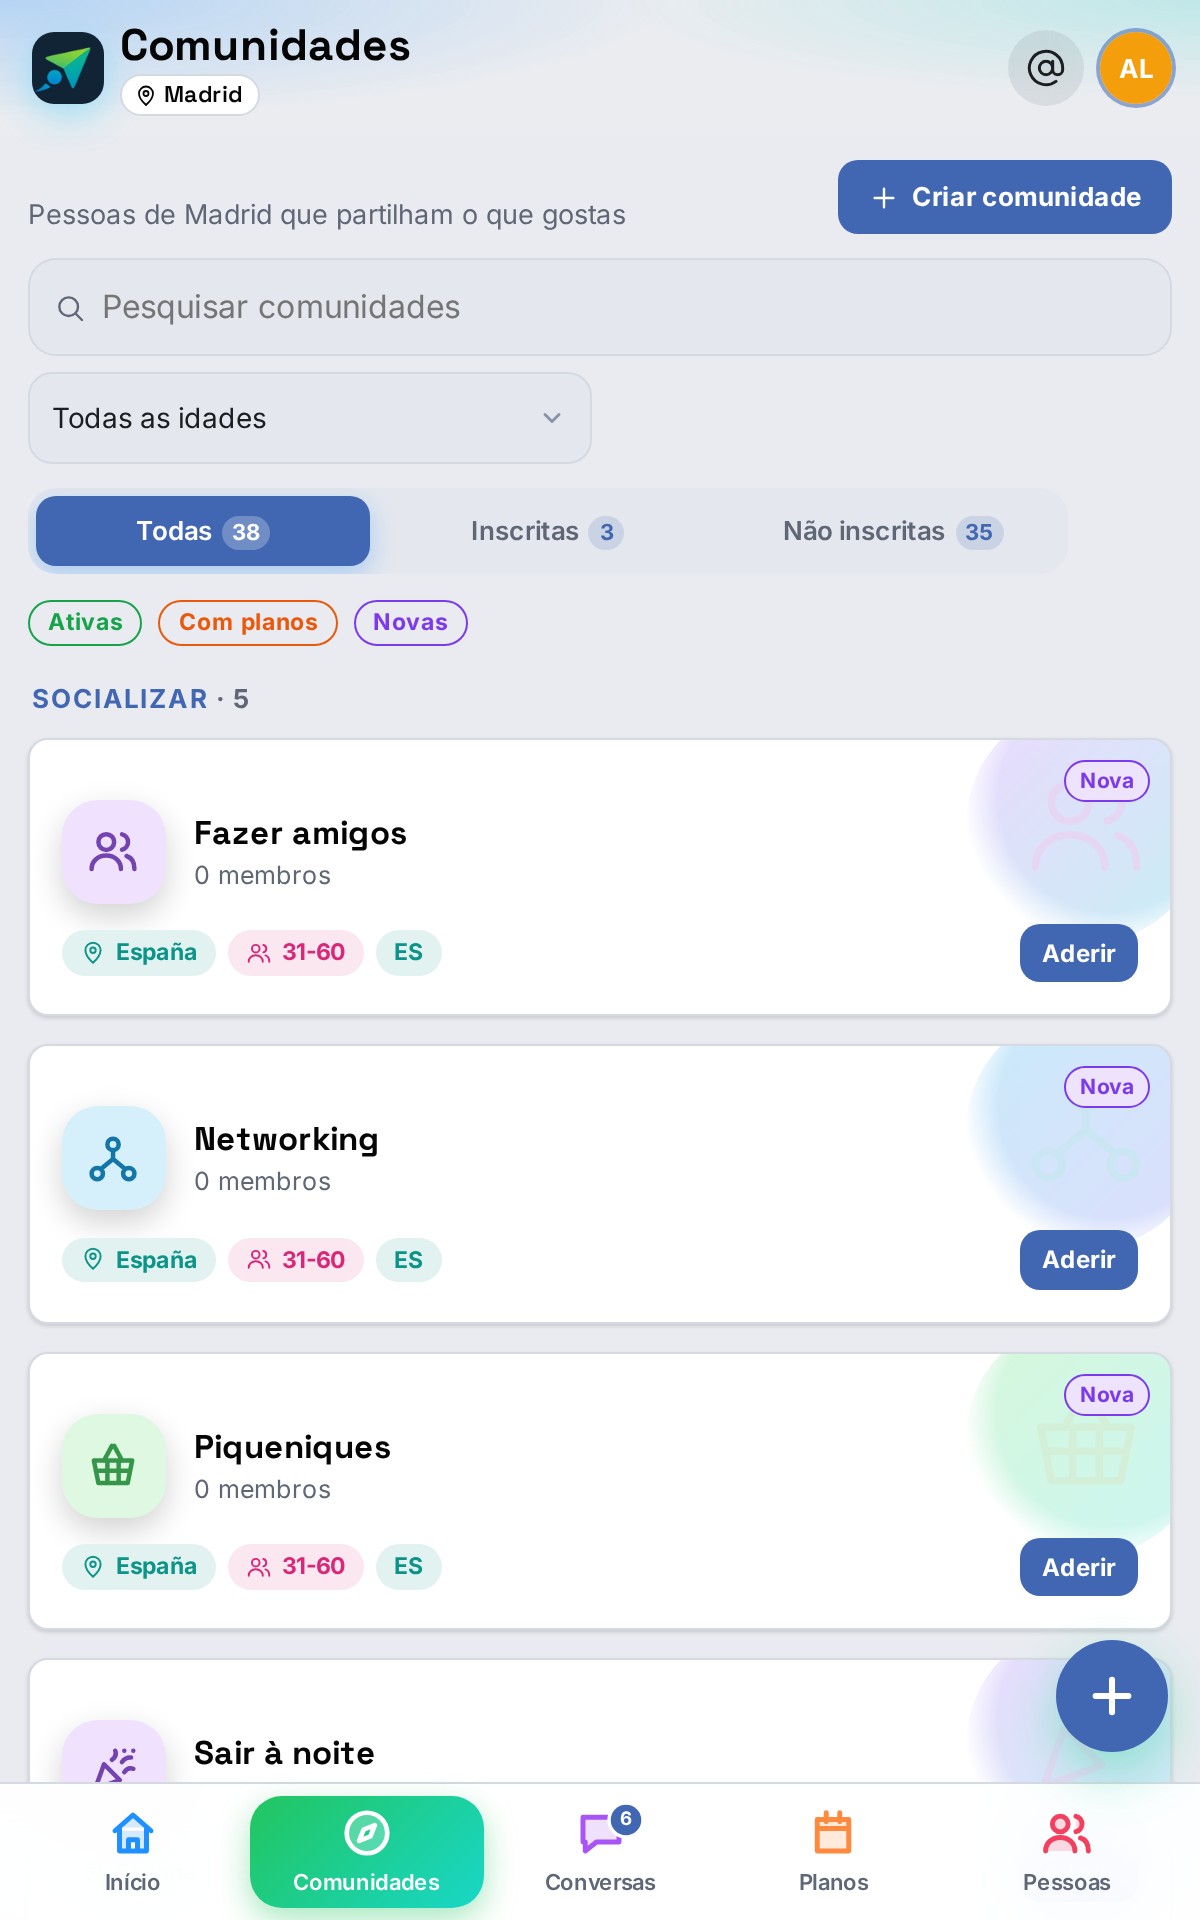 Comunidades
Madrid
AL
Pessoas de Madrid que partilham o que gostas
Criar comunidade
Pesquisar comunidades
Todas as idades
Todas 38
Inscritas 3
Não inscritas 35
Ativas
Com planos
Novas
SOCIALIZAR · 5
Nova
Fazer amigos
0 membros
España
31-60
ES
Aderir
Nova
Networking
0 membros
España
31-60
ES
Aderir
Nova
Piqueniques
0 membros
España
31-60
ES
Aderir
Sair à noite
Início
Comunidades
6
Conversas
Planos
Pessoas